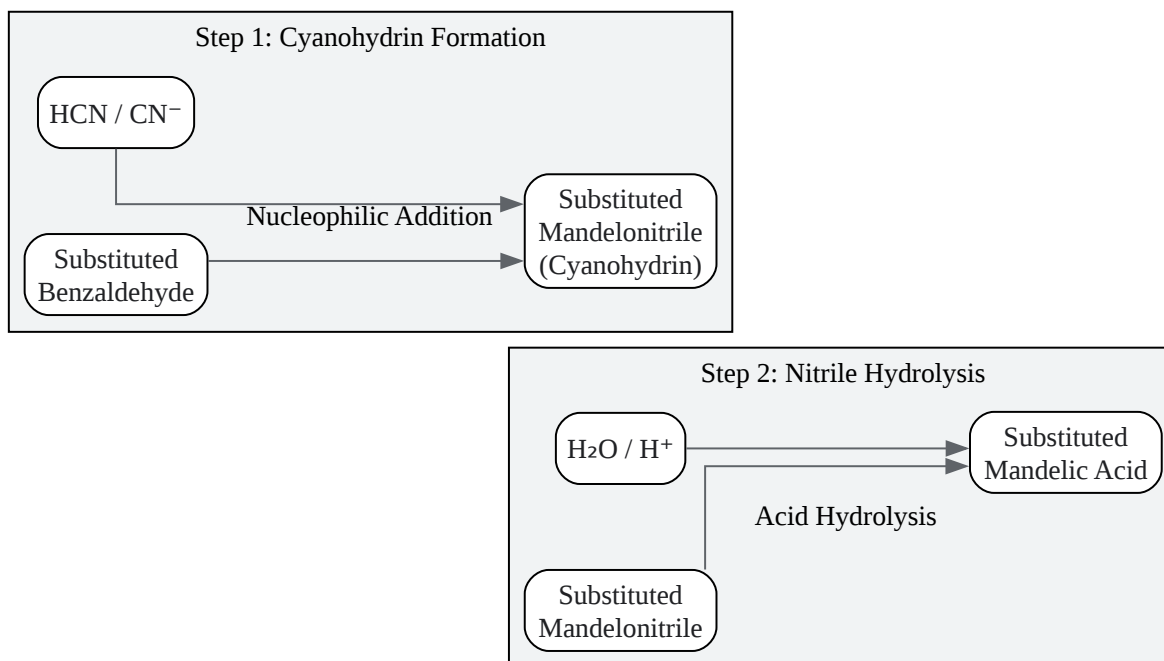 Step 1: Cyanohydrin Formation
HCN / CN⁻
Nucleophilic Addition
Substituted
Mandelonitrile
(Cyanohydrin)
Substituted
Benzaldehyde
Step 2: Nitrile Hydrolysis
H₂O / H⁺
Substituted
Mandelic Acid
Acid Hydrolysis
Substituted
Mandelonitrile